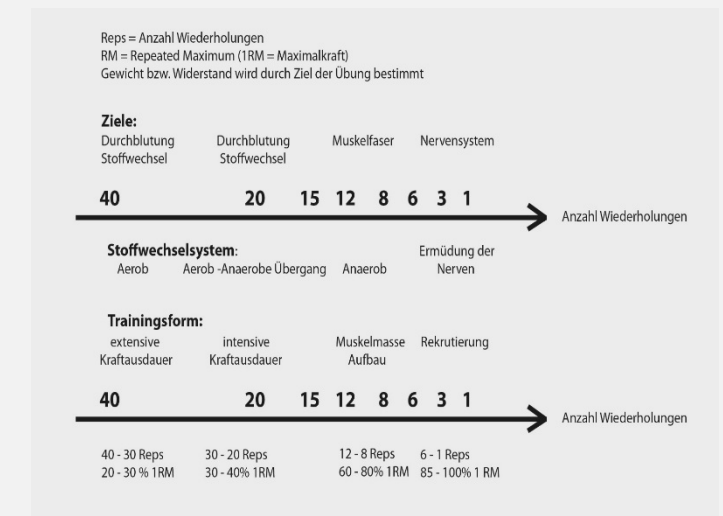 Reps = Anzahl Wiederholungen
RM = Repeated Maximum (1RM = Maximalkraft)
Gewicht bzw. Widerstand wird durch Ziel der Übung bestimmt
Ziele:
Durchblutung Durchblutung Muskelfaser Nervensystem
Stoffwechsel Stoffwechsel
40 20 15 12 8 6 3 1
Anzahl Wiederholungen
Stoffwechselsystem: Ermüdung der
Aerob Aerob -Anaerobe Übergang Anaerob Nerven
Trainingsform:
extensive intensive Muskelmasse Rekrutierung
Kraftausdauer Kraftausdauer Aufbau
40 20 15 12 8 6 3 1
Anzahl Wiederholungen
40 - 30 Reps 30 - 20 Reps 12 - 8 Reps 6 - 1 Reps
20 - 30 % 1RM 30 - 40% 1RM 60 - 80% 1RM 85 - 100% 1 RM